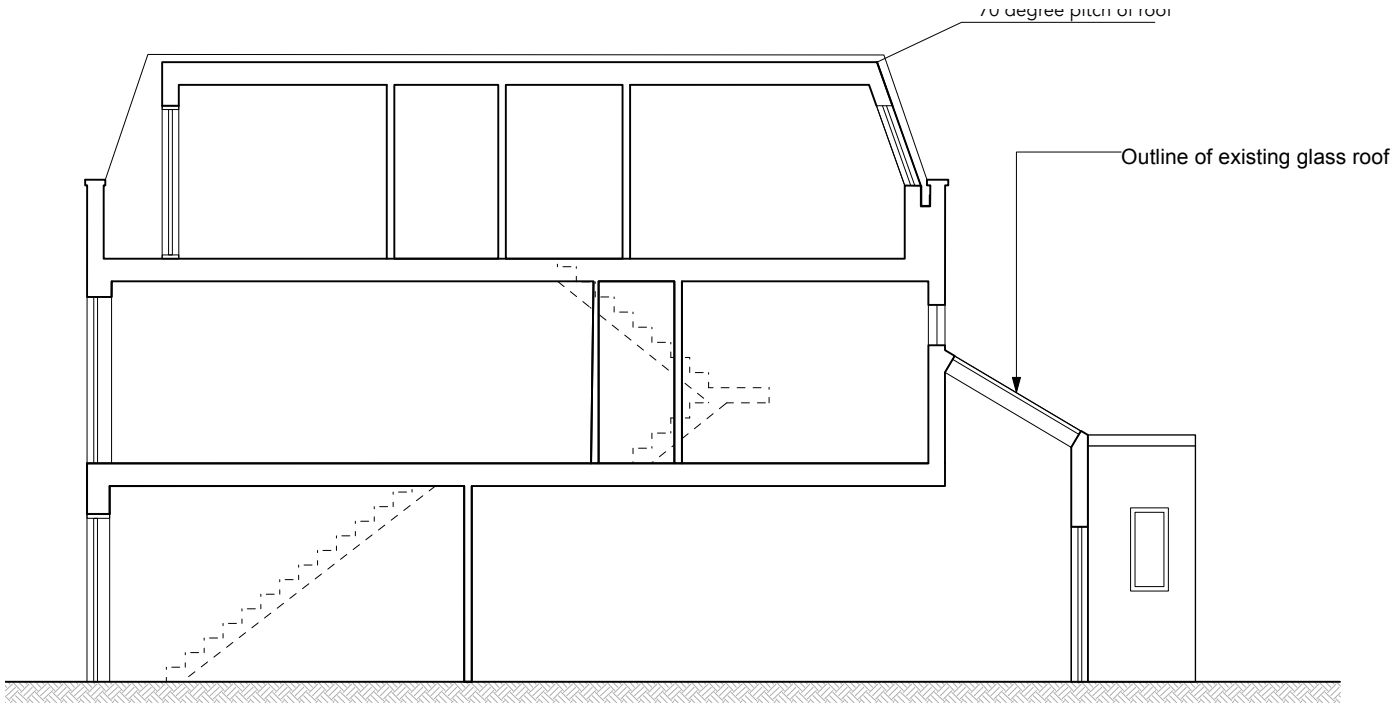 70 degree pitch of roof
Outline of existing glass roof